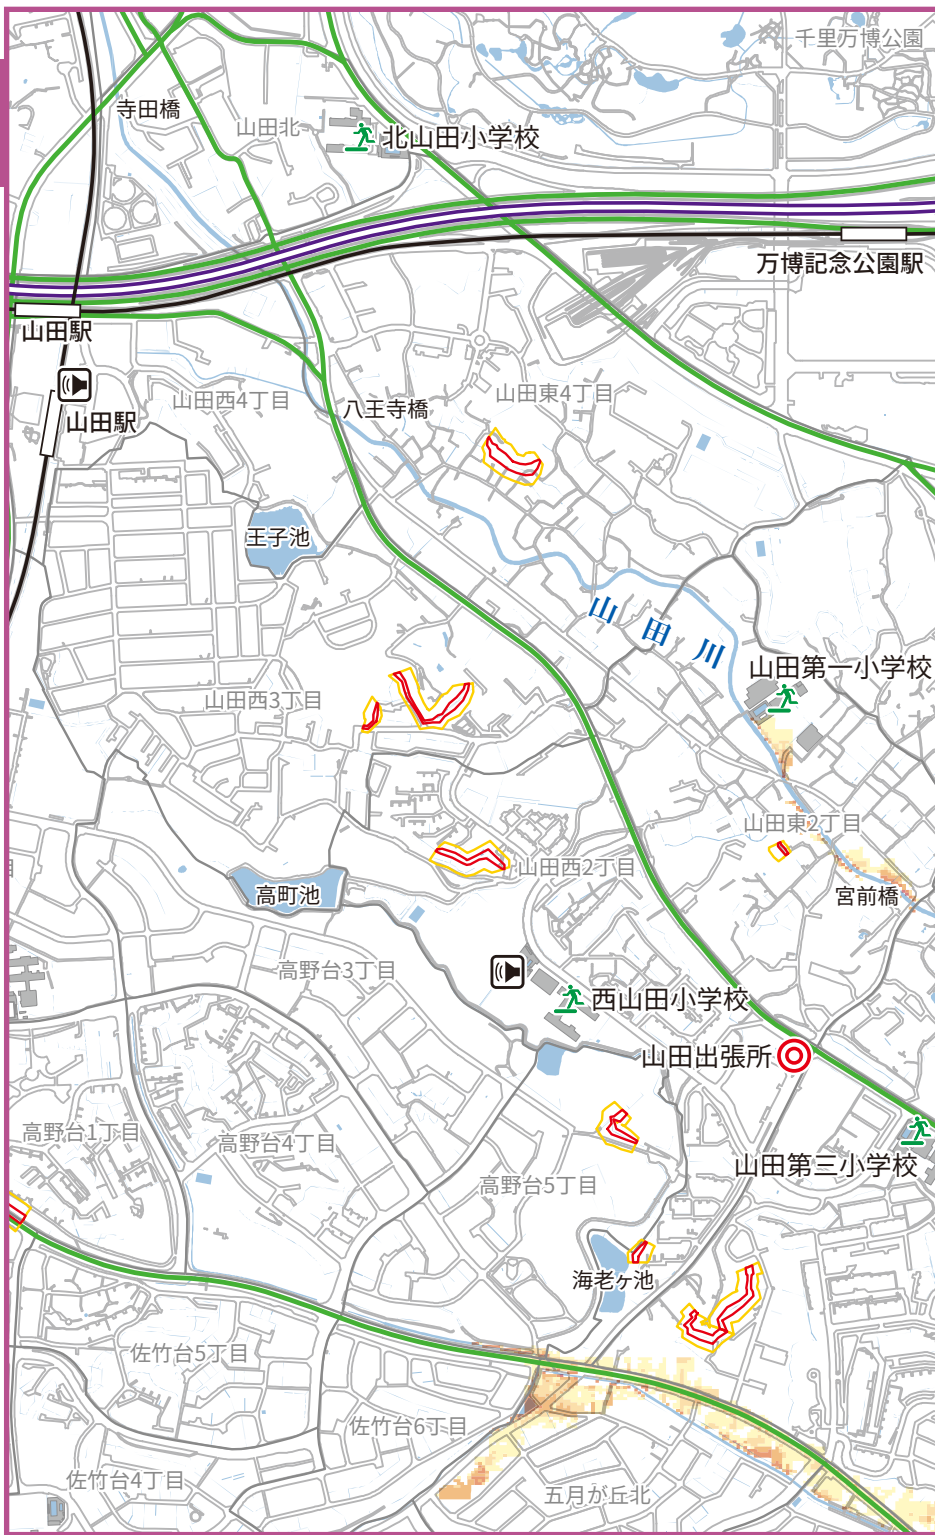 千里万博公園
寺田橋
山田北
北山田小学校
万博記念公園駅
山田駅
山田西4丁目
山田東4丁目
八王寺橋
山田駅
王子池
山田川
山田第一小学校
山田西3丁目
山田東2丁目
山田西2丁目
高町池
宮前橋
高野台3丁目
西山田小学校
山田出張所
高野台1丁目
高野台4丁目
山田第三小学校
高野台5丁目
海老ヶ池
佐竹台5丁目
佐竹台6丁目
佐竹台4丁目
五月が丘北